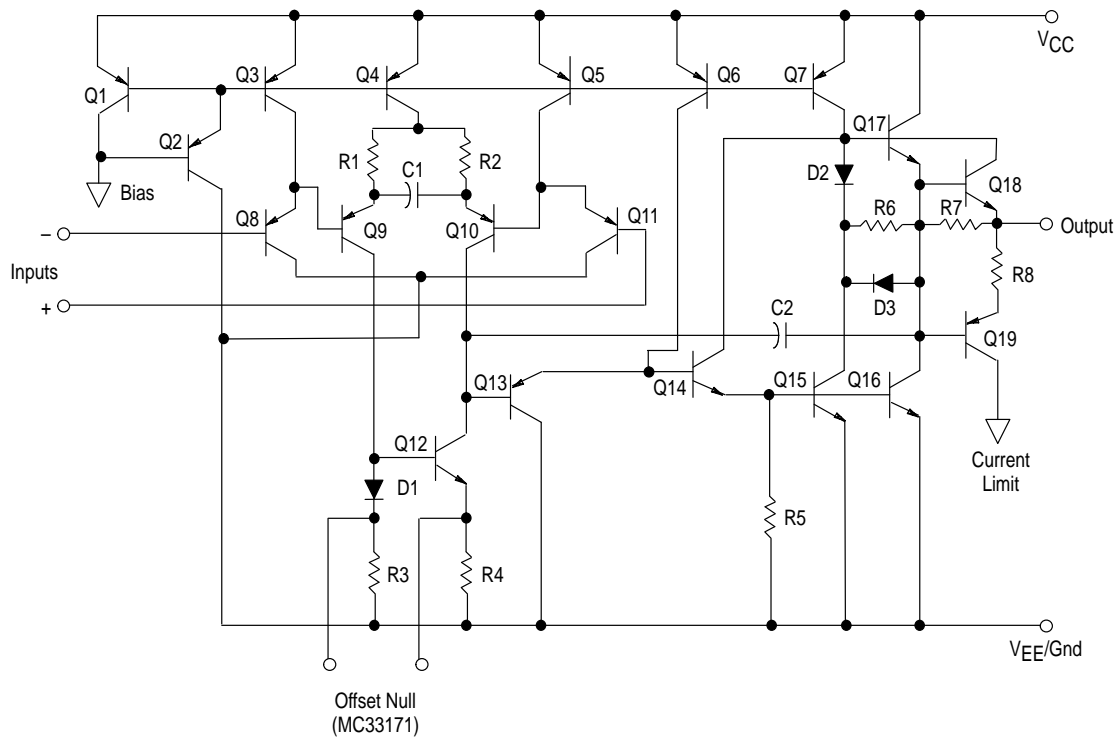 VCC
Q1
Q3
Q4
Q5
Q6
Q7
Q2
Q17
Bias
R1
C1
R2
D2
Q18
–
Q8
Q9
Q10
Q11
R6
R7
Output
Inputs
+
D3
R8
C2
Q19
Q13
Q14
Q15
Q16
Q12
D1
Current
Limit
R5
R3
R4
VEE/Gnd
Offset Null
(MC33171)